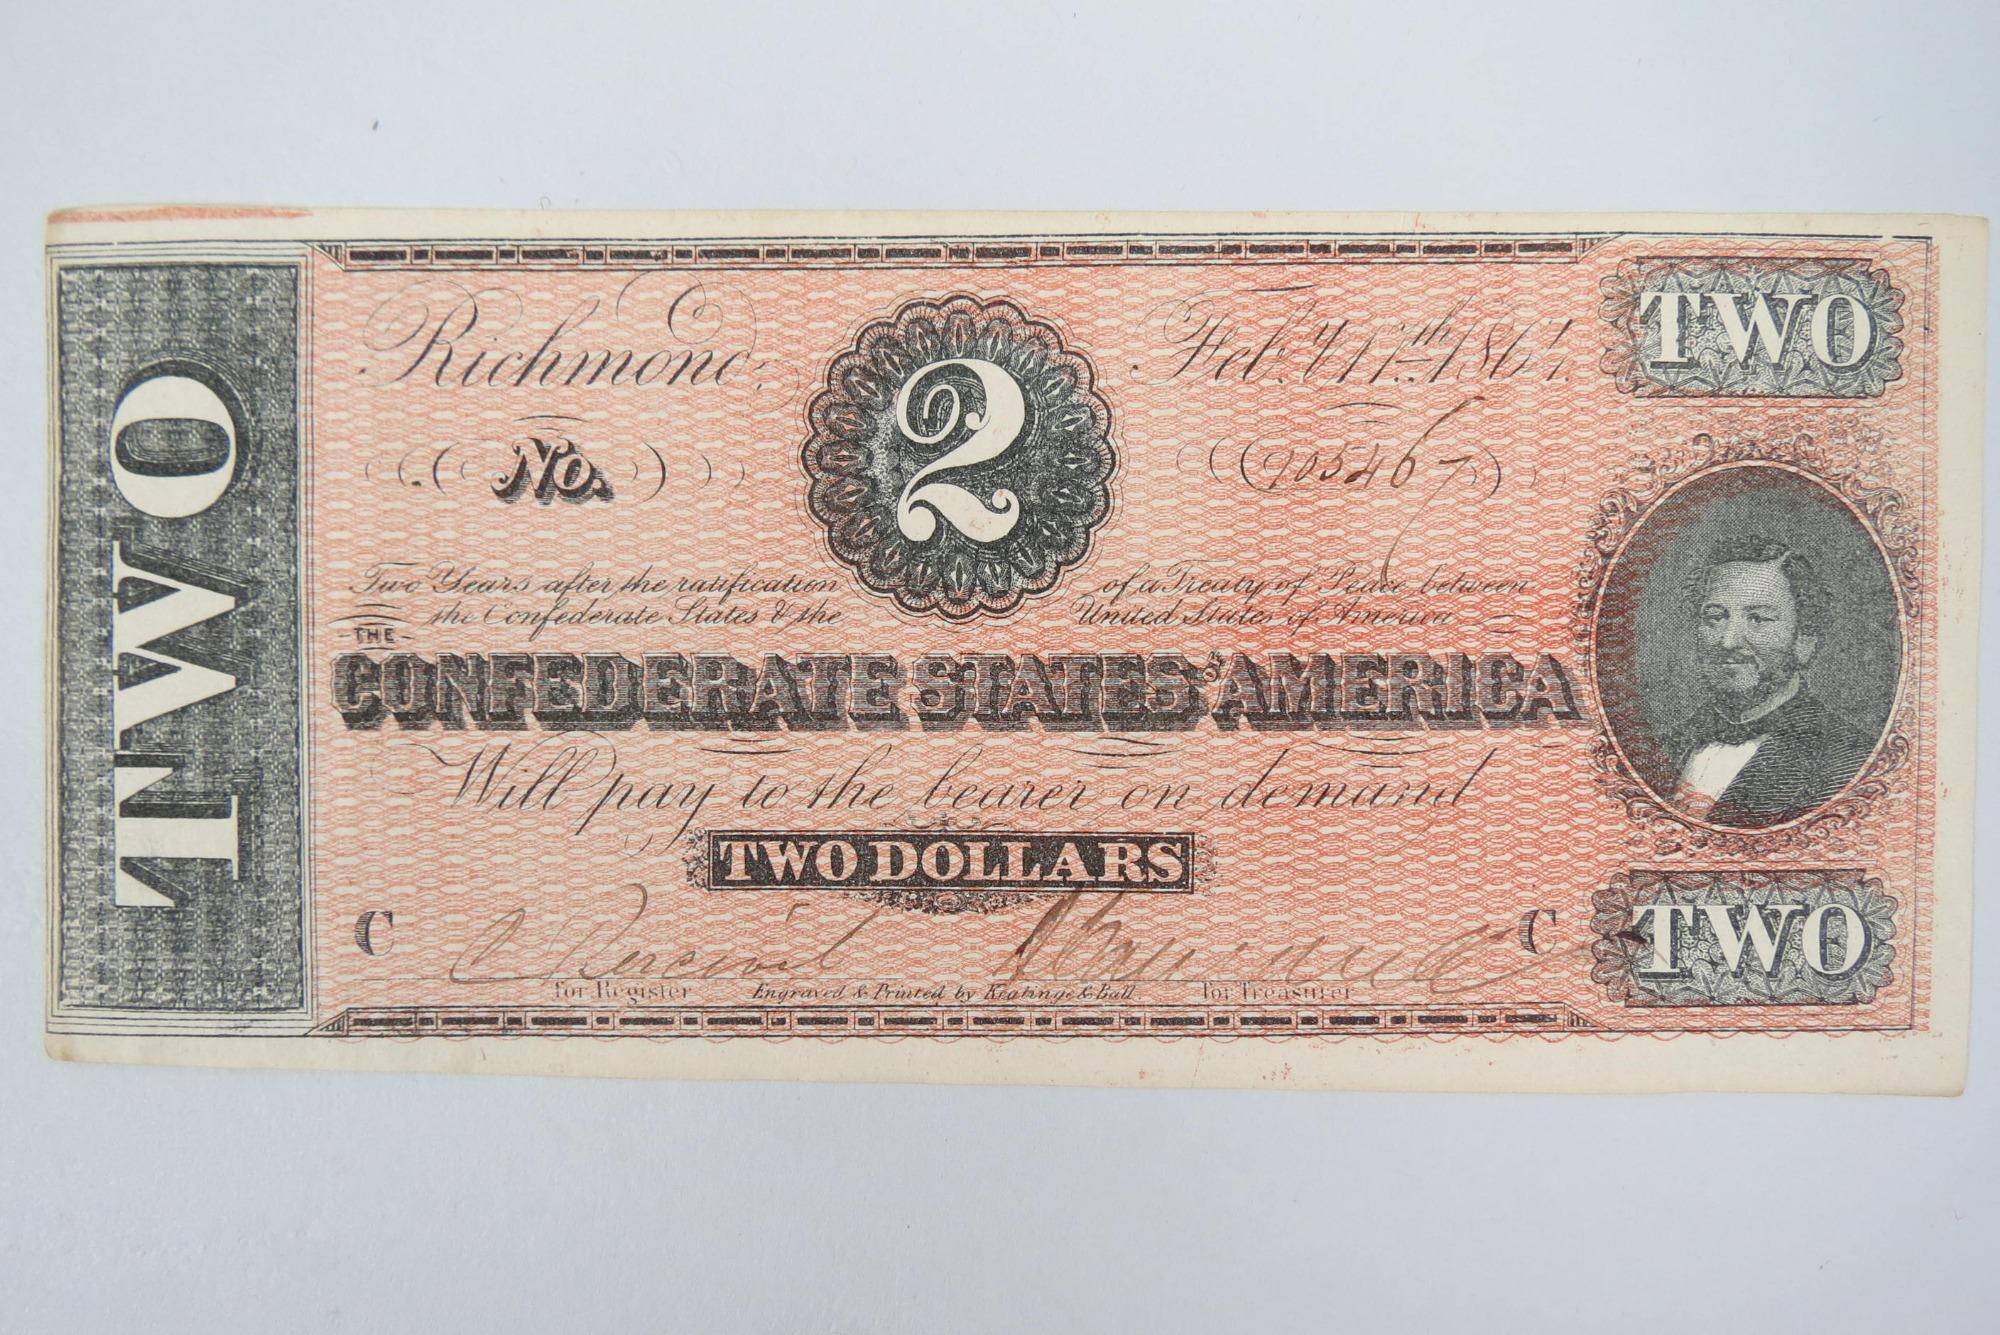 TWO
Richmond, Feb.y 17th 1864. TWO
2
No. 105467
Two Years after the ratification of a Treaty of Peace between
the Confederate States & the United States of America
THE
CONFEDERATE STATES OF AMERICA
Will pay to the bearer on demand
TWO DOLLARS
C C TWO
for Register Engraved & Printed by Keatinge & Ball. for Treasurer